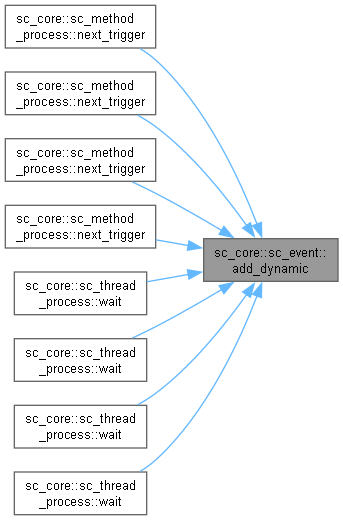 sc_core::sc_method
_process::next_trigger
sc_core::sc_method
_process::next_trigger
sc_core::sc_method
_process::next_trigger
sc_core::sc_method
_process::next_trigger
sc_core::sc_event::
add_dynamic
sc_core::sc_thread
_process::wait
sc_core::sc_thread
_process::wait
sc_core::sc_thread
_process::wait
sc_core::sc_thread
_process::wait